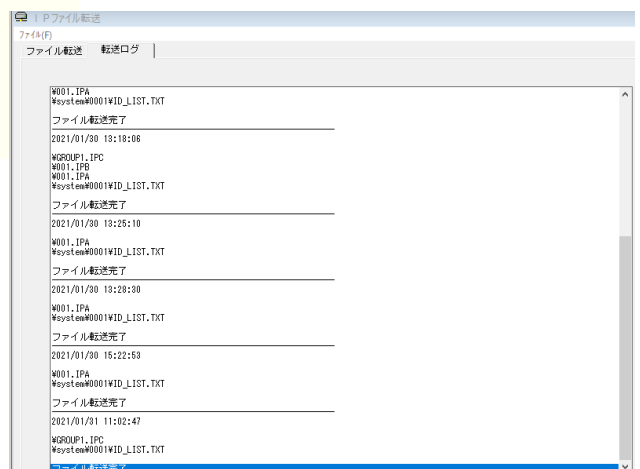 IPファイル転送
ファイル(F)
ファイル転送 転送ログ
¥001.IPA
¥system¥0001¥ID_LIST.TXT
ファイル転送完了
2021/01/30 13:18:06
¥GROUP1.IPC
¥001.IPB
¥001.IPA
¥system¥0001¥ID_LIST.TXT
ファイル転送完了
2021/01/30 13:25:10
¥001.IPA
¥system¥0001¥ID_LIST.TXT
ファイル転送完了
2021/01/30 13:28:30
¥001.IPA
¥system¥0001¥ID_LIST.TXT
ファイル転送完了
2021/01/30 15:22:53
¥001.IPA
¥system¥0001¥ID_LIST.TXT
ファイル転送完了
2021/01/31 11:02:47
¥GROUP1.IPC
¥system¥0001¥ID_LIST.TXT
ファイル転送完了